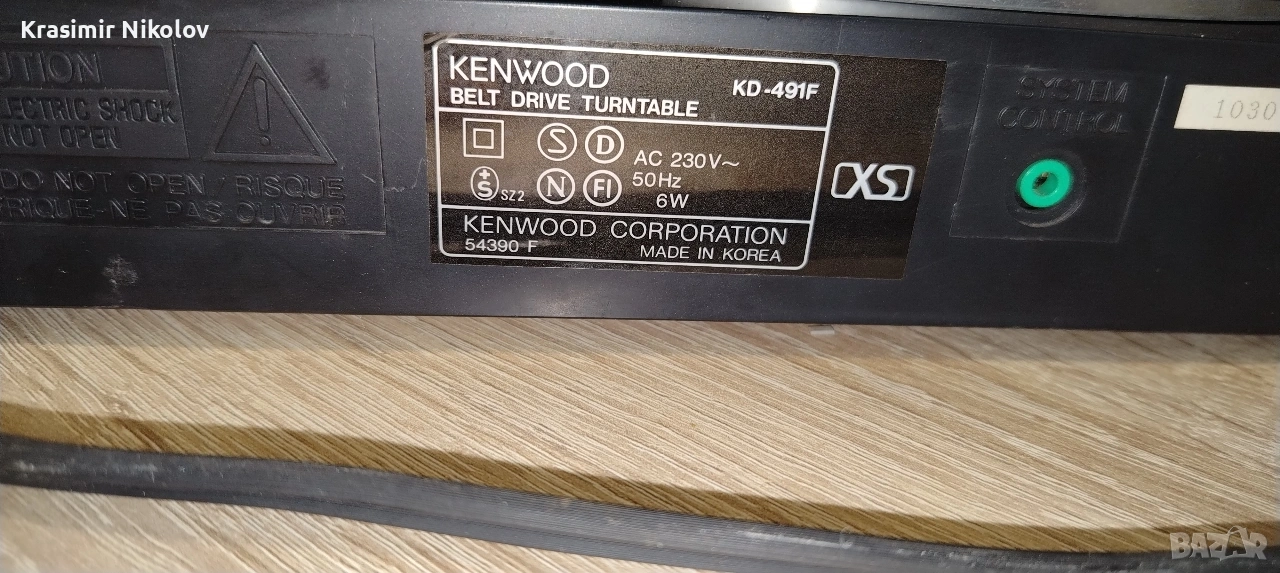 Krasimir Nikolov
UTION
LECTRIC SHOCK
NOT OPEN
DO NOT OPEN / RISQUE
TRIQUE-NE PAS OUVRIR
KENWOOD KD-491F
BELT DRIVE TURNTABLE
S D
AC 230V~
+S SZ2 N FI
50Hz
6W
KENWOOD CORPORATION
54390 F MADE IN KOREA
XS
SYSTEM
CONTROL
1030
BAZAR